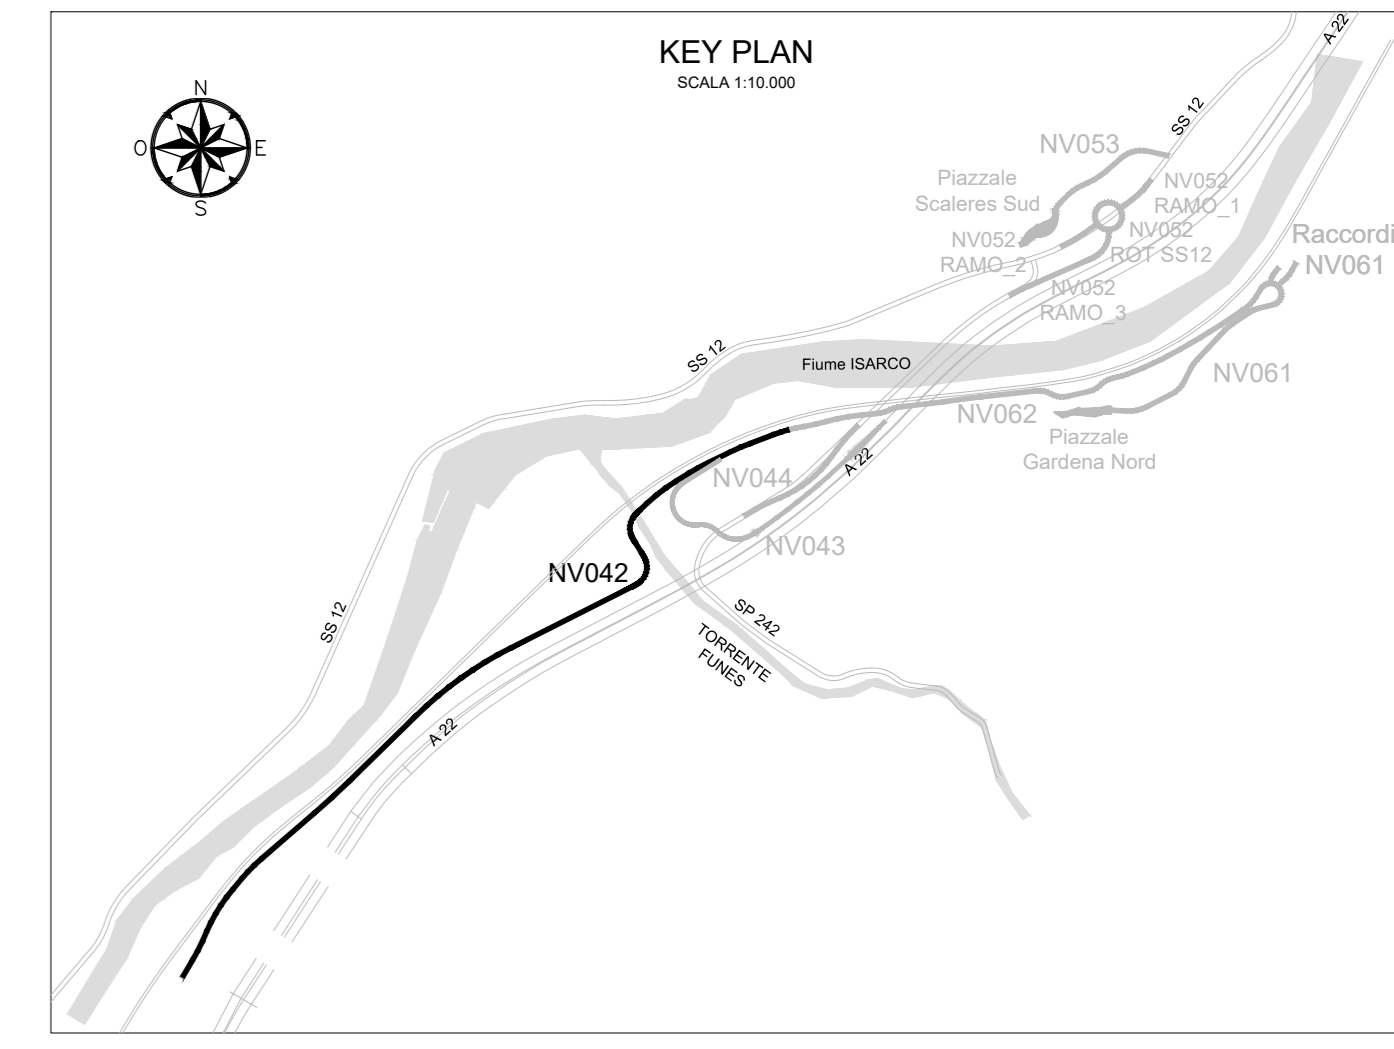 KEY PLAN
SCALA 1:10.000
N
O
E
S
A 22
SS 12
NV053
Piazzale
Scaleres Sud
NV052
RAMO_1
NV052
ROT SS12
NV052
RAMO_2
Raccordi
NV061
NV052
RAMO_3
SS 12
Fiume ISARCO
NV061
NV062
Piazzale
Gardena Nord
A 22
NV044
NV043
NV042
SS 12
SP 242
TORRENTE
FUNES
A 22